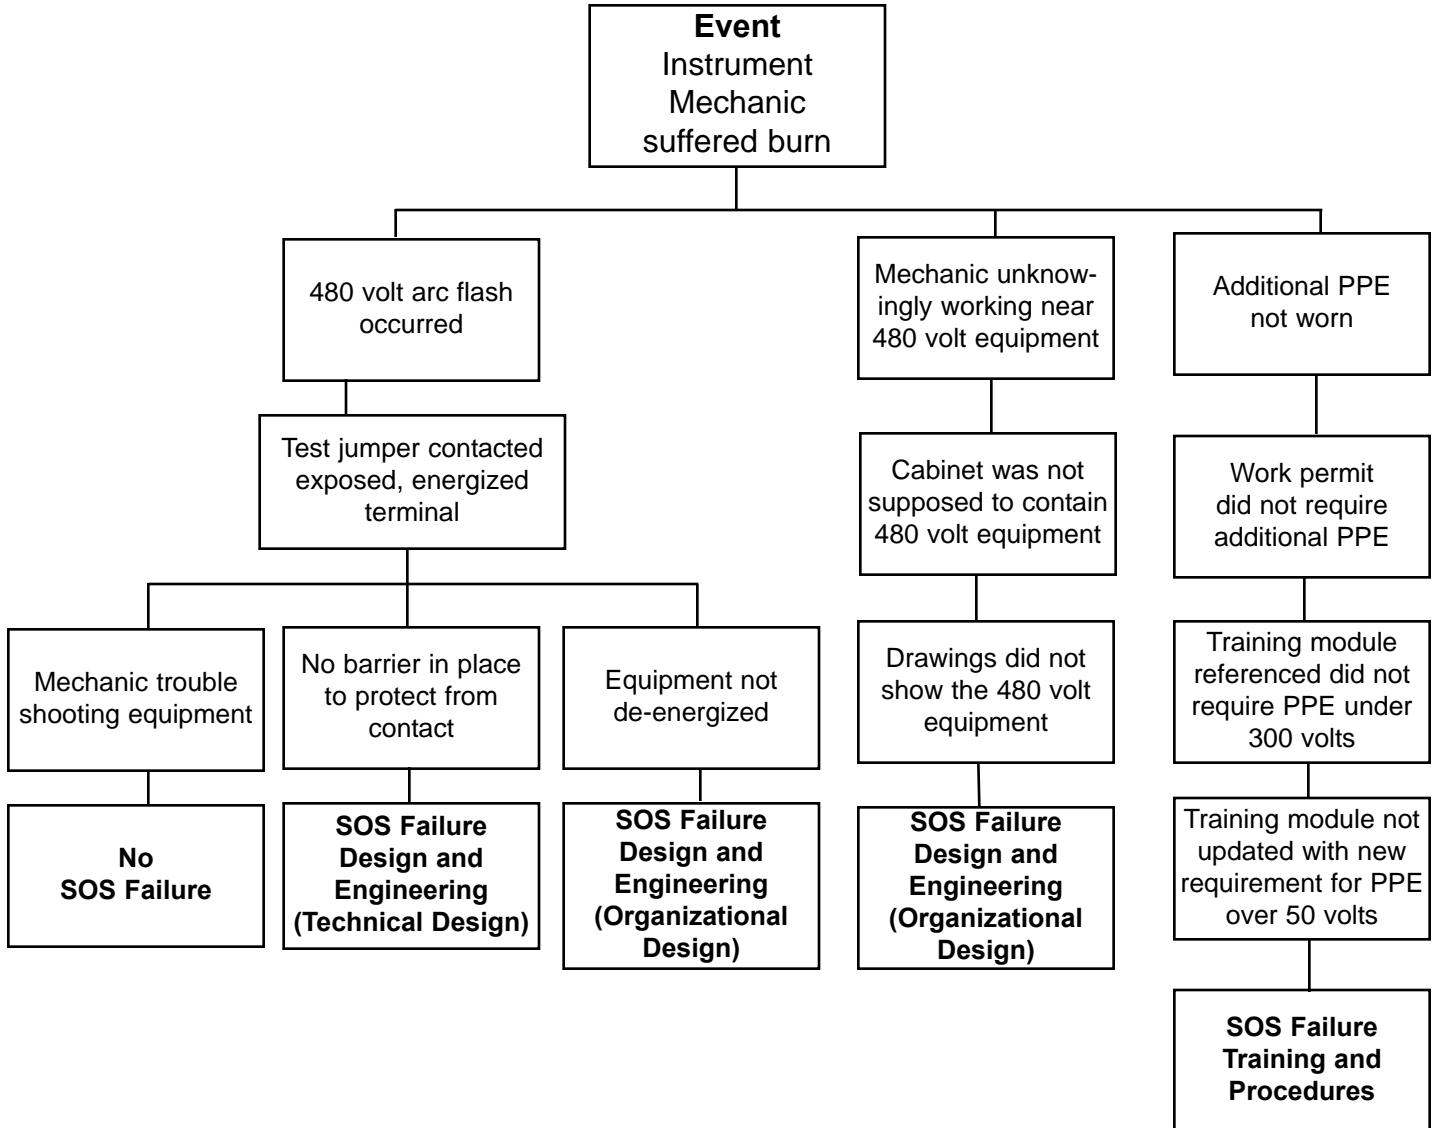 Event
Instrument
Mechanic
suffered burn
480 volt arc flash
occurred
Mechanic unknow-
ingly working near
480 volt equipment
Additional PPE
not worn
Test jumper contacted
exposed, energized
terminal
Cabinet was not
supposed to contain
480 volt equipment
Work permit
did not require
additional PPE
Mechanic trouble
shooting equipment
No barrier in place
to protect from
contact
Equipment not
de-energized
Drawings did not
show the 480 volt
equipment
Training module
referenced did not
require PPE under
300 volts
No
SOS Failure
SOS Failure
Design and
Engineering
(Technical Design)
SOS Failure
Design and
Engineering
(Organizational
Design)
SOS Failure
Design and
Engineering
(Organizational
Design)
Training module not
updated with new
requirement for PPE
over 50 volts
SOS Failure
Training and
Procedures